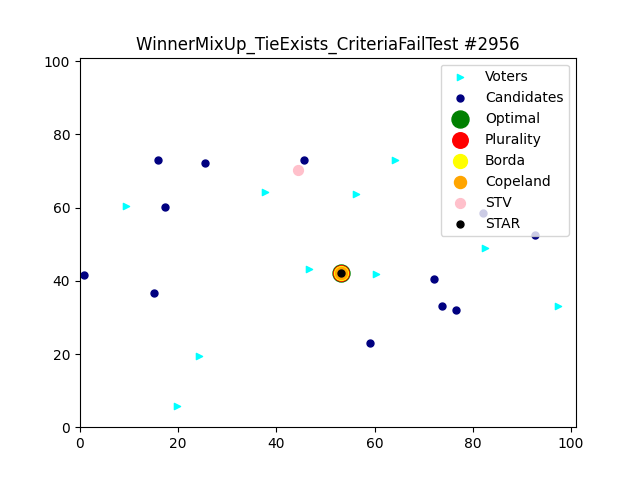 WinnerMixUp_TieExists_CriteriaFailTest #2956
100
80
60
40
20
0
0 20 40 60 80 100
Voters
Candidates
Optimal
Plurality
Borda
Copeland
STV
STAR